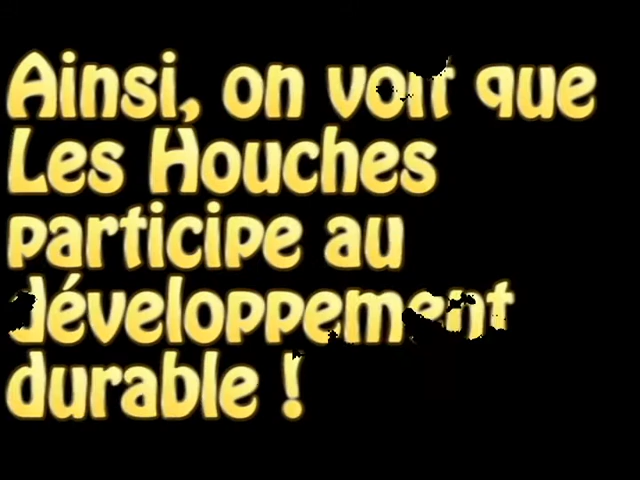 Ainsi, on voit que
Les Houches
participe au
développement
durable !